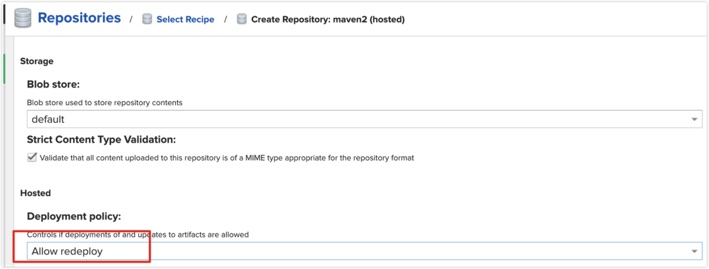 Repositories / Select Recipe / Create Repository: maven2 (hosted)
Storage
Blob store:
Blob store used to store repository contents
default
Strict Content Type Validation:
Validate that all content uploaded to this repository is of a MIME type appropriate for the repository format
Hosted
Deployment policy:
Controls if deployments of and updates to artifacts are allowed
Allow redeploy